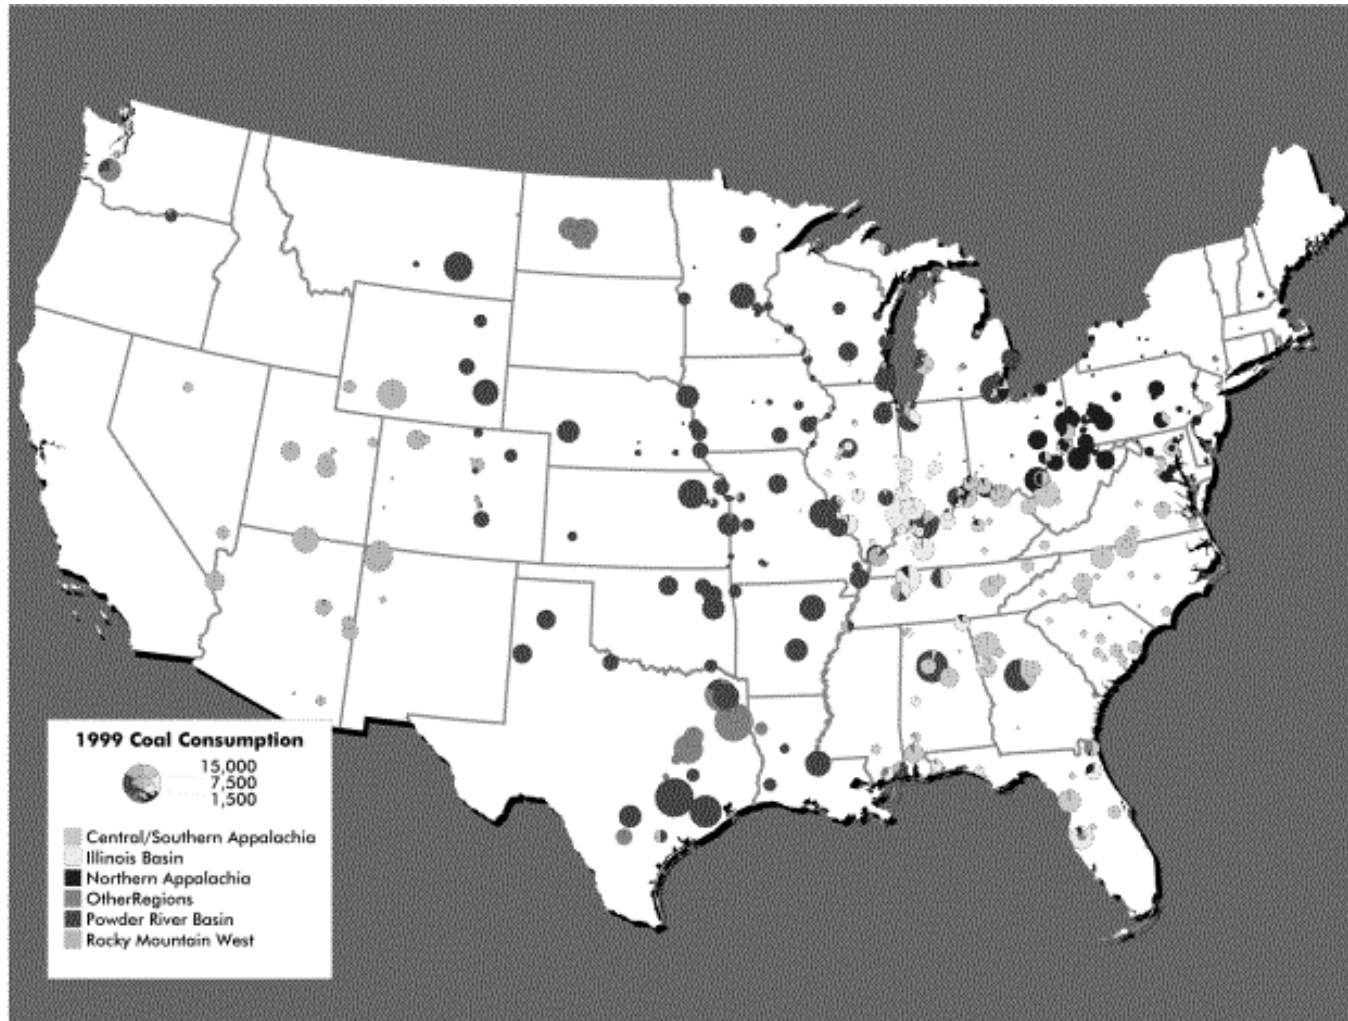 1999 Coal Consumption
15,000
7,500
1,500
Central/Southern Appalachia
Illinois Basin
Northern Appalachia
OtherRegions
Powder River Basin
Rocky Mountain West